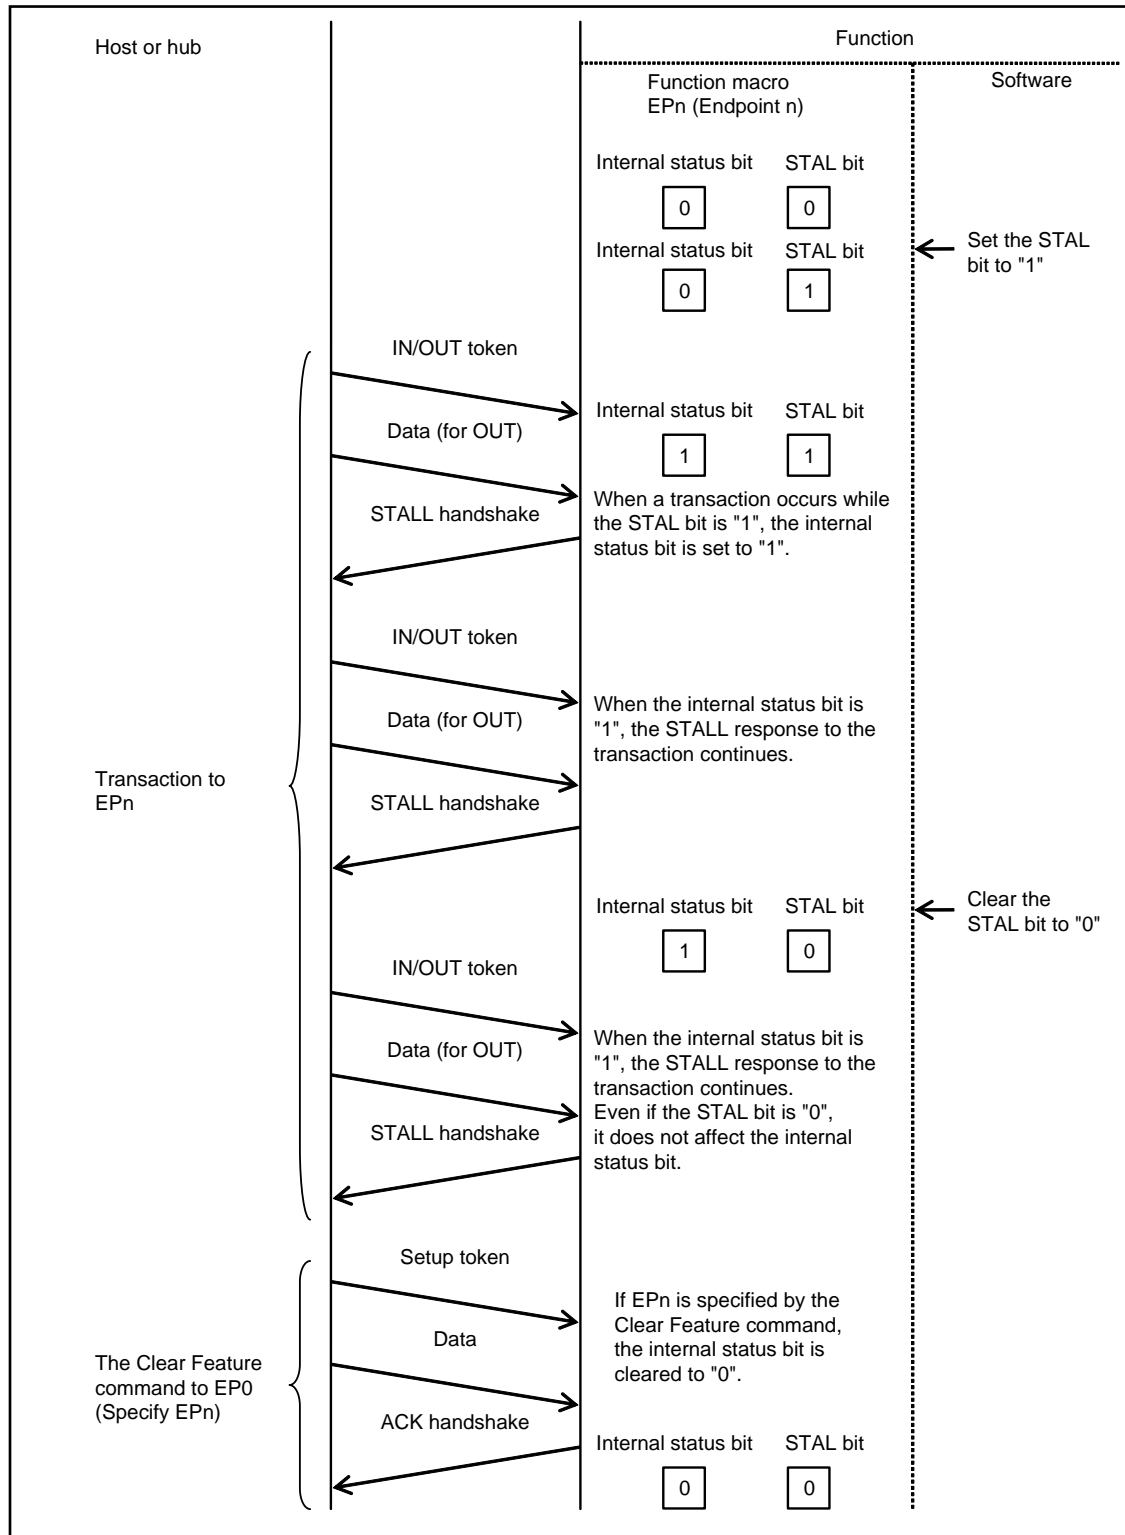 Host or hub
Function
Function macro
EPn (Endpoint n)
Software
Internal status bit
STAL bit
0
0
Set the STAL
bit to "1"
Internal status bit
STAL bit
0
1
IN/OUT token
Internal status bit
STAL bit
Data (for OUT)
1
1
STALL handshake
When a transaction occurs while
the STAL bit is "1", the internal
status bit is set to "1".
IN/OUT token
Data (for OUT)
When the internal status bit is
"1", the STALL response to the
transaction continues.
Transaction to
EPn
STALL handshake
Internal status bit
STAL bit
Clear the
STAL bit to "0"
1
0
IN/OUT token
Data (for OUT)
When the internal status bit is
"1", the STALL response to the
transaction continues.
Even if the STAL bit is "0",
it does not affect the internal
status bit.
STALL handshake
Setup token
If EPn is specified by the
Clear Feature command,
the internal status bit is
cleared to "0".
Data
The Clear Feature
command to EP0
(Specify EPn)
ACK handshake
Internal status bit
STAL bit
0
0